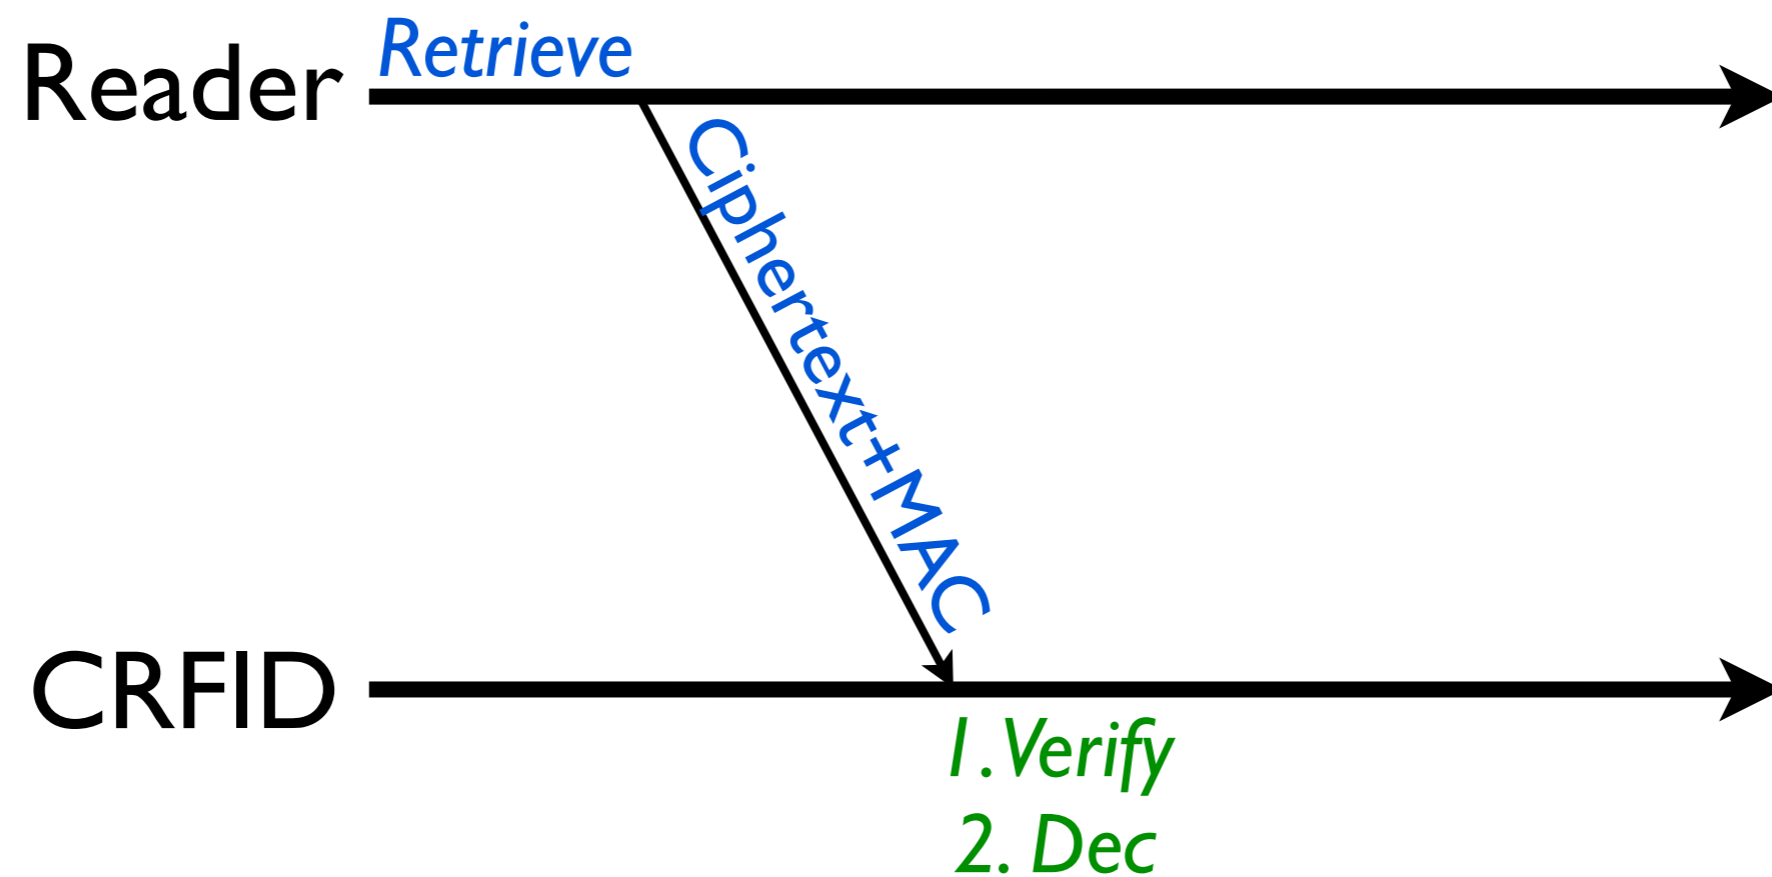 Reader
Retrieve
Ciphertext+MAC
CRFID
1. Verify
2. Dec